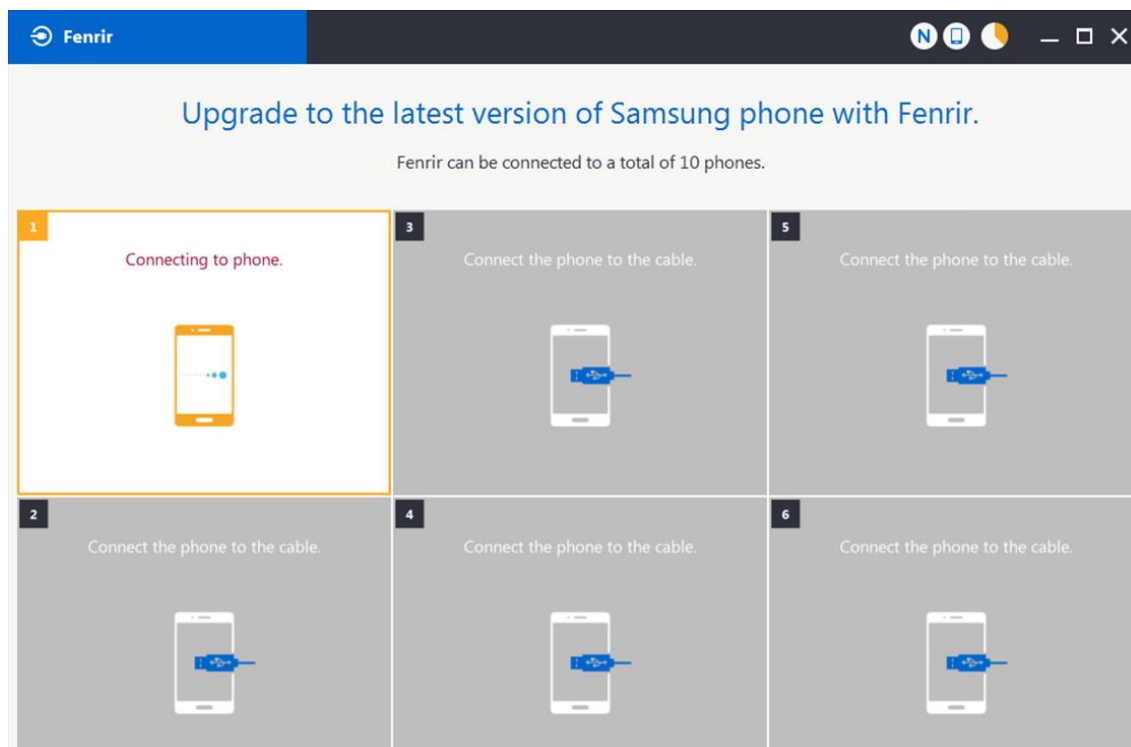 Fenrir
N
Upgrade to the latest version of Samsung phone with Fenrir.
Fenrir can be connected to a total of 10 phones.
1
Connecting to phone.
3
Connect the phone to the cable.
5
Connect the phone to the cable.
2
Connect the phone to the cable.
4
Connect the phone to the cable.
6
Connect the phone to the cable.